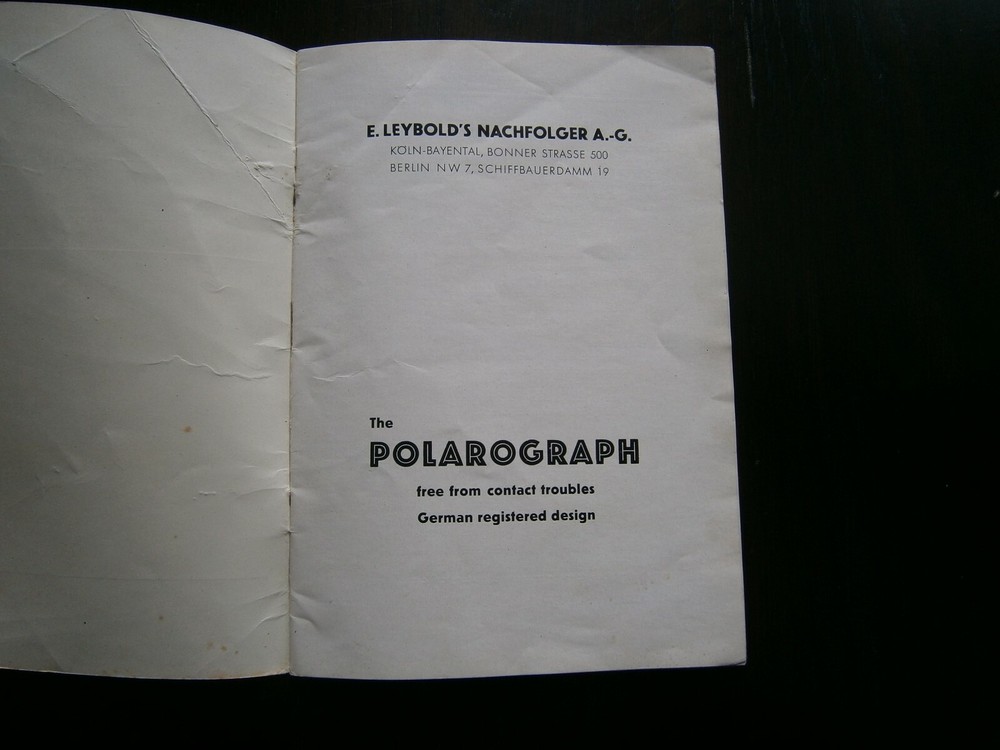 E. LEYBOLD'S NACHFOLGER A.-G.
KÖLN-BAYENTAL, BONNER STRASSE 500
BERLIN NW 7, SCHIFFBAUERDAMM 19
The
POLAROGRAPH
free from contact troubles
German registered design